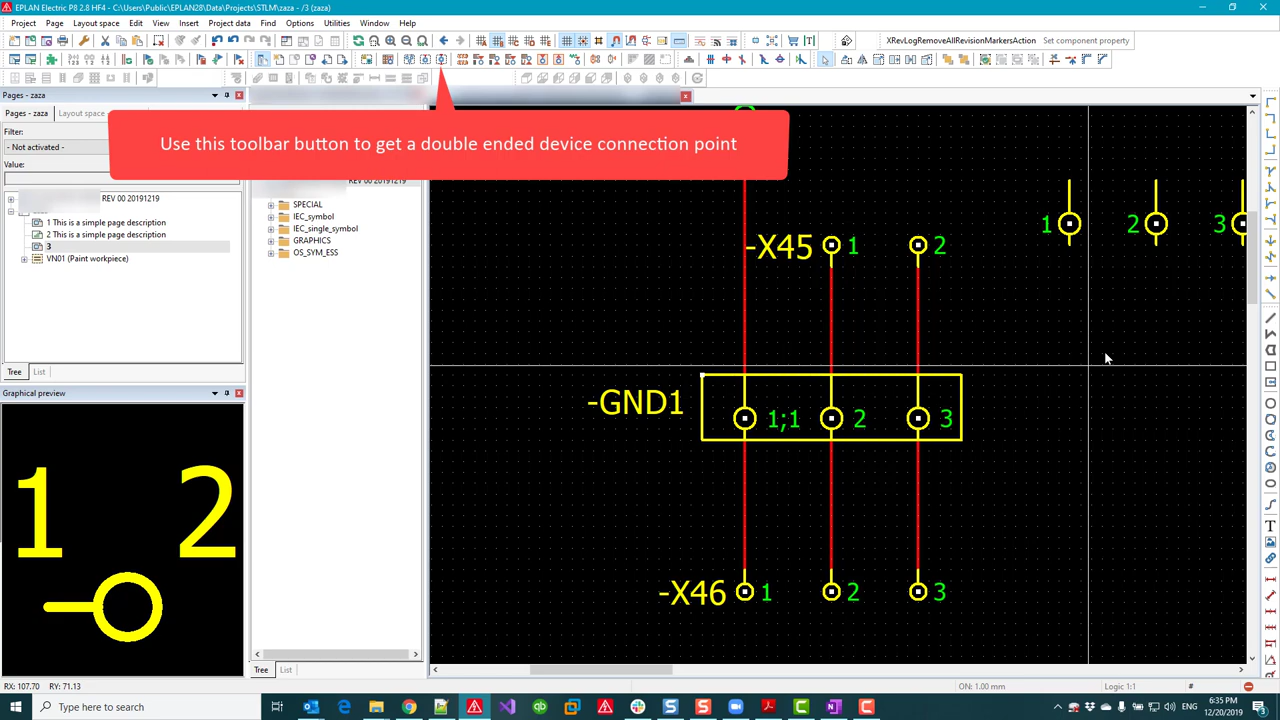 EPLAN Electric P8 2.8 HF4 - C:\Users\Public\EPLAN28\Data\Projects\STLM\zaza - /3 (zaza)
Project Page Layout space Edit View Insert Project data Find Options Utilities Window Help
XRevLogRemoveAllRevisionMarkersAction Set component property
Pages - zaza
Pages - zaza Layout space
Filter:
- Not activated -
Value:
REV 00 20191219
1 This is a simple page description
2 This is a simple page description
3
VN01 (Paint workpiece)
Tree List
Graphical preview
1 2
Use this toolbar button to get a double ended device connection point
REV 00 20191219
SPECIAL
IEC_symbol
IEC_single_symbol
GRAPHICS
OS_SYM_ESS
Tree List
1 2 3
-X45 1 2
-GND1 1;1 2 3
-X46 1 2 3
RX: 107.70 RY: 71.13
ON: 1.00 mm Logic 1:1 #
Type here to search
6:35 PM
12/20/2019